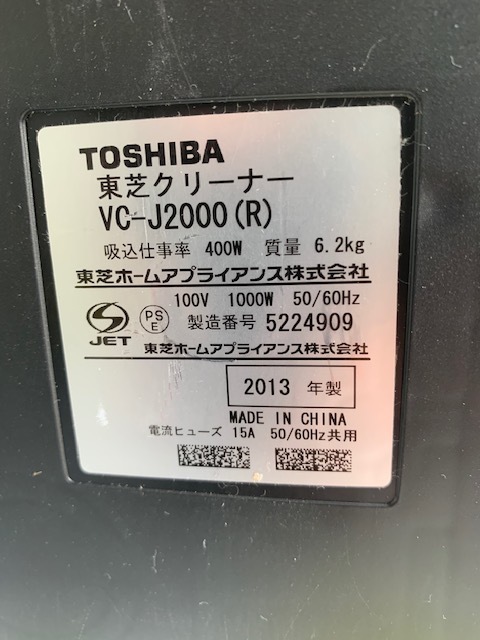 TOSHIBA
東芝クリーナー
VC-J2000(R)
吸込仕事率 400W 質量 6.2kg
東芝ホームアプライアンス株式会社
100V 1000W 50/60Hz
PS
E
製造番号 5224909
JET
東芝ホームアプライアンス株式会社
2013 年製
MADE IN CHINA
電流ヒューズ 15A 50/60Hz共用